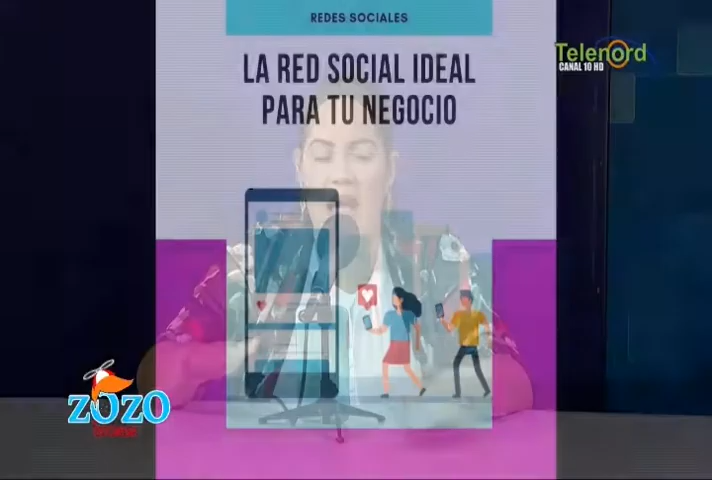 REDES SOCIALES
LA RED SOCIAL IDEAL
PARA TU NEGOCIO
Telenord
CANAL 10 HD
ZOZO